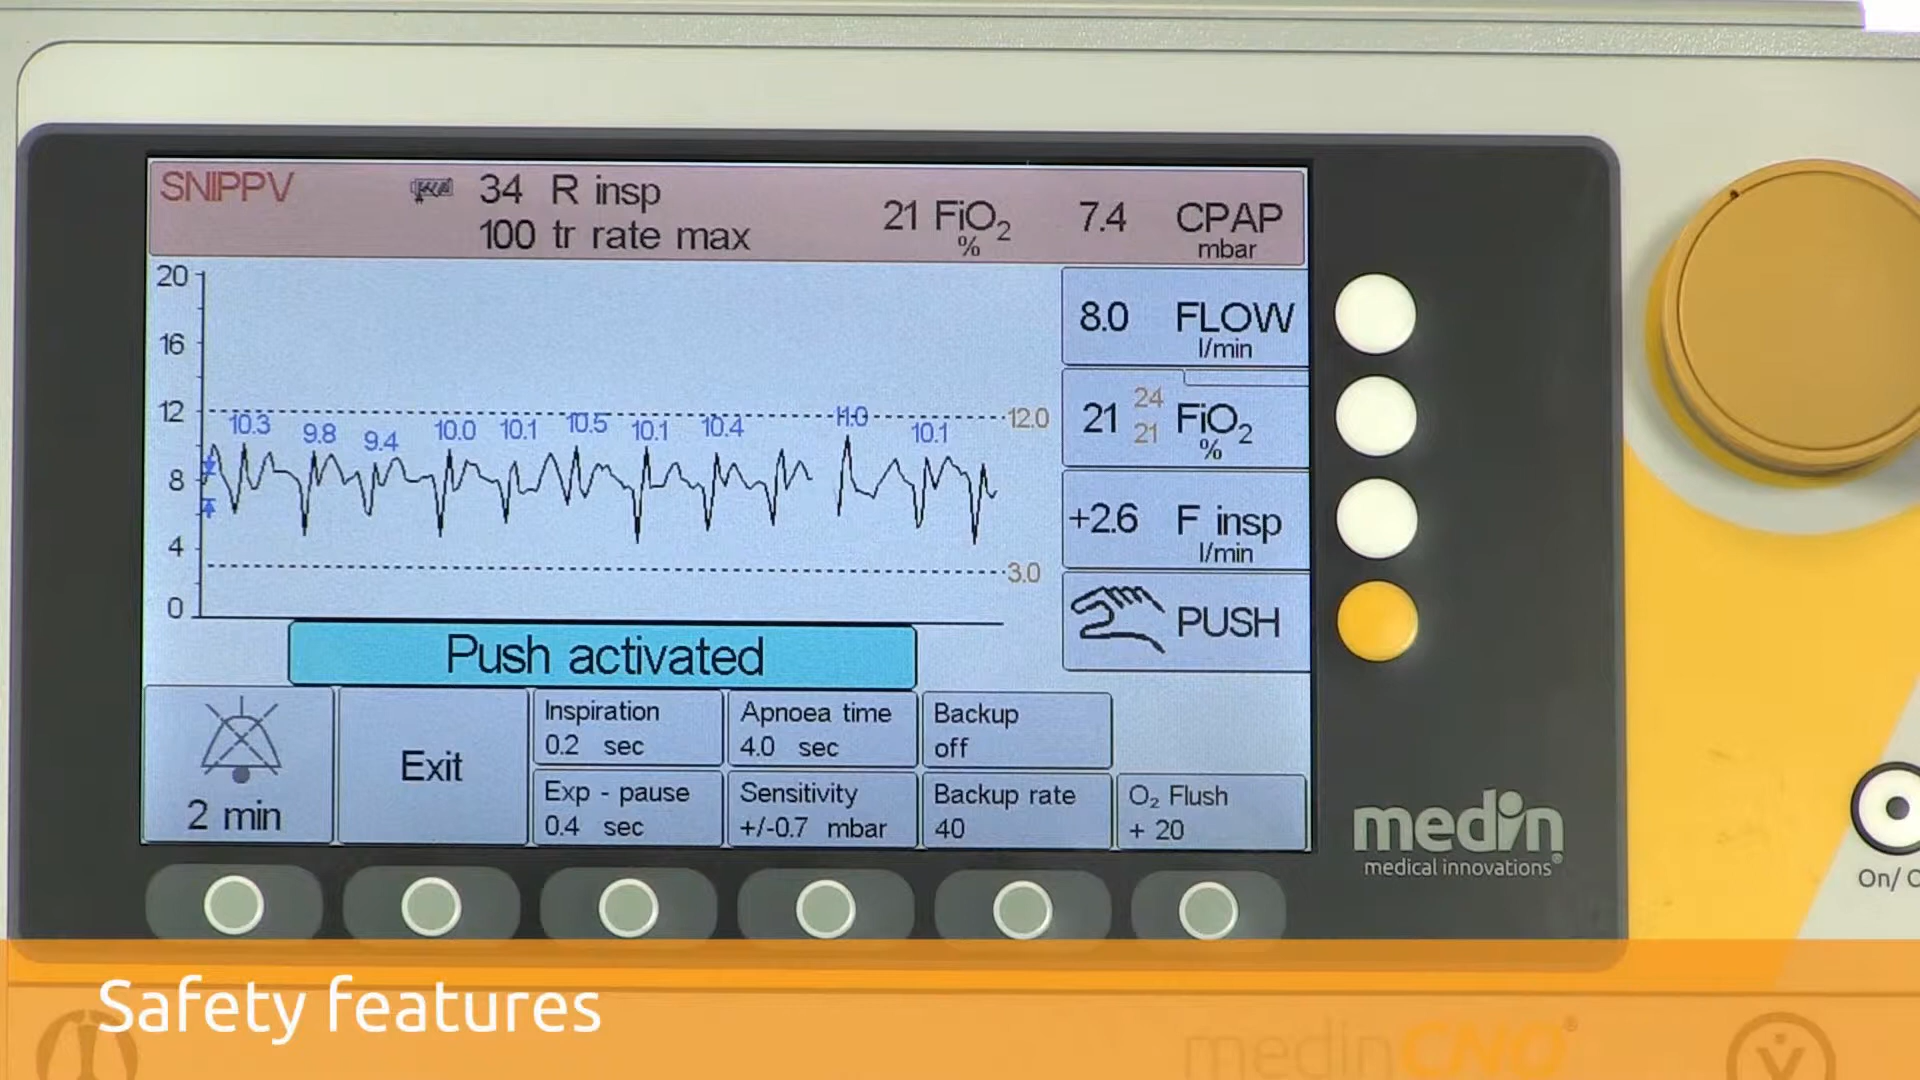 SNIPPV
34 R insp
100 tr rate max
21 FiO₂
%
7.4 CPAP
mbar
20
16
12
8
4
0
10.3 9.8 9.4 10.0 10.1 10.5 10.1 10.4 10.1
12.0
3.0
8.0 FLOW
l/min
21 24 21 FiO₂
%
+2.6 F insp
l/min
PUSH
Push activated
2 min
Exit
Inspiration
0.2 sec
Exp - pause
0.4 sec
Apnoea time
4.0 sec
Sensitivity
+/-0.7 mbar
Backup
off
Backup rate
40
O₂ Flush
+ 20
medin
medical innovations®
On/
Safety features
medinCNO®